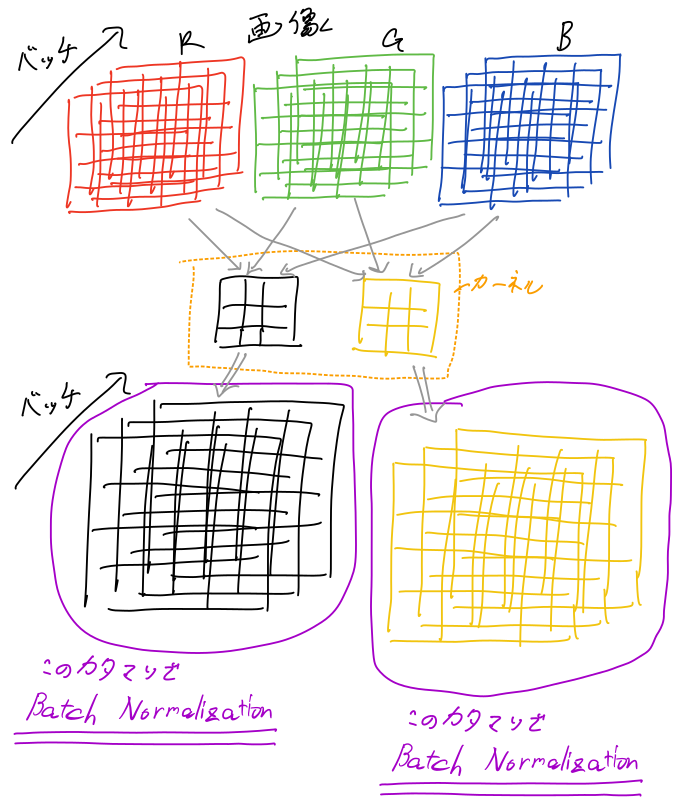 画像
バッチ
R
G
B
カーネル
バッチ
このカタマリで
Batch Normalization
このカタマリで
Batch Normalization